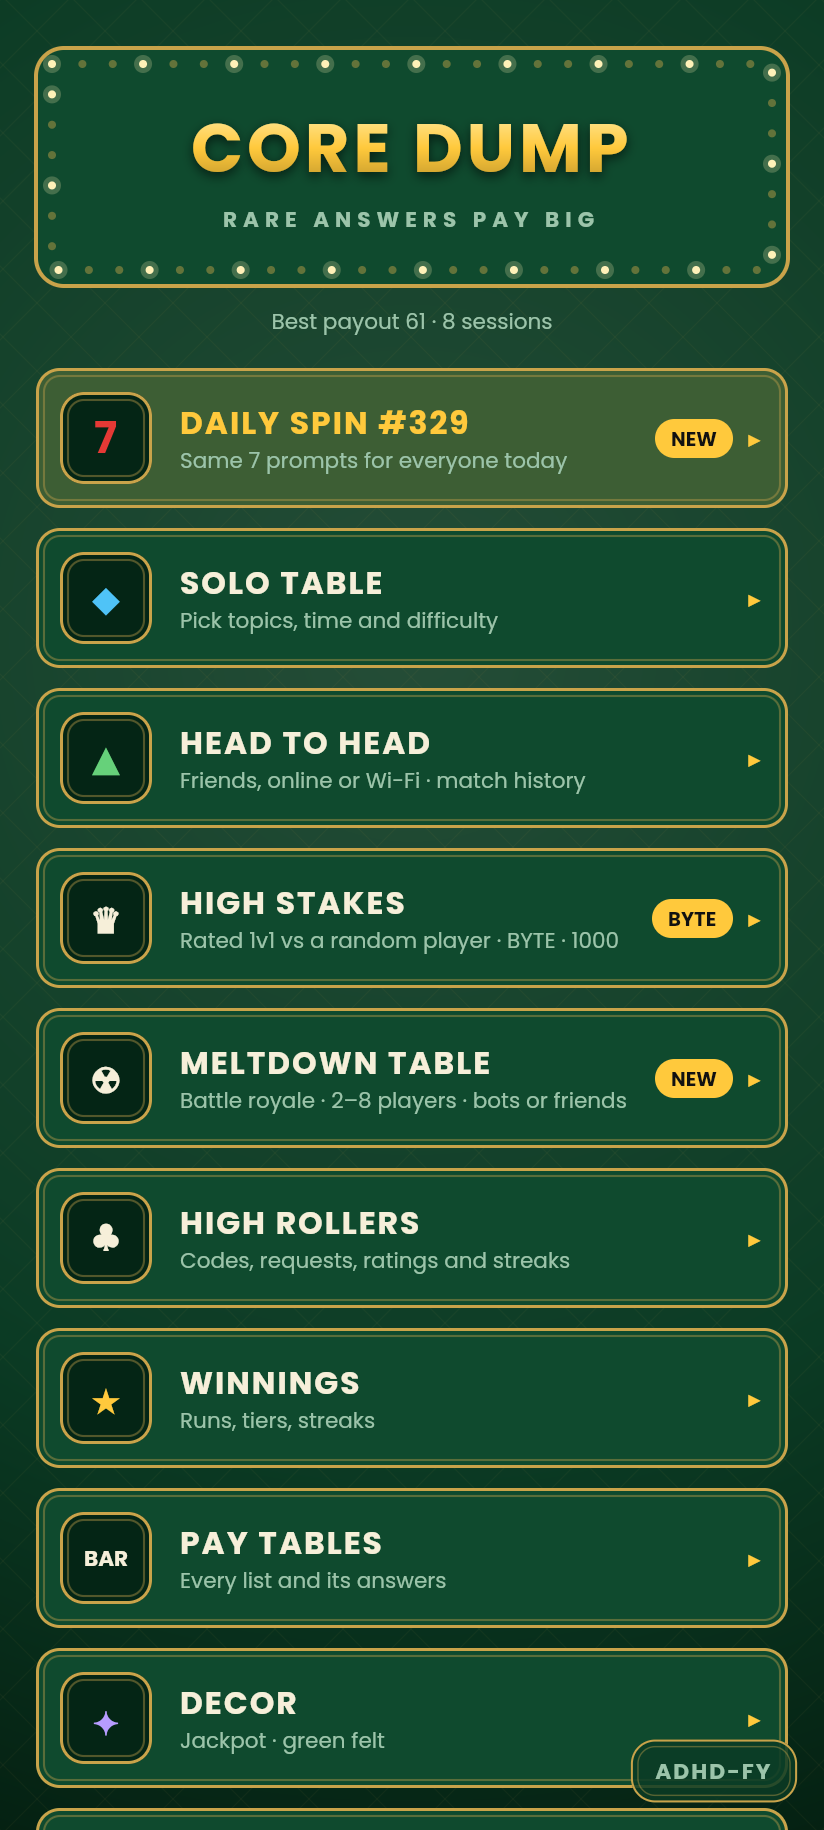 CORE DUMP
RARE ANSWERS PAY BIG
Best payout 61 · 8 sessions
7
DAILY SPIN #329
Same 7 prompts for everyone today
NEW
SOLO TABLE
Pick topics, time and difficulty
HEAD TO HEAD
Friends, online or Wi-Fi · match history
HIGH STAKES
Rated 1v1 vs a random player · BYTE · 1000
BYTE
MELTDOWN TABLE
Battle royale · 2–8 players · bots or friends
NEW
HIGH ROLLERS
Codes, requests, ratings and streaks
WINNINGS
Runs, tiers, streaks
BAR
PAY TABLES
Every list and its answers
DECOR
Jackpot · green felt
ADHD-FY